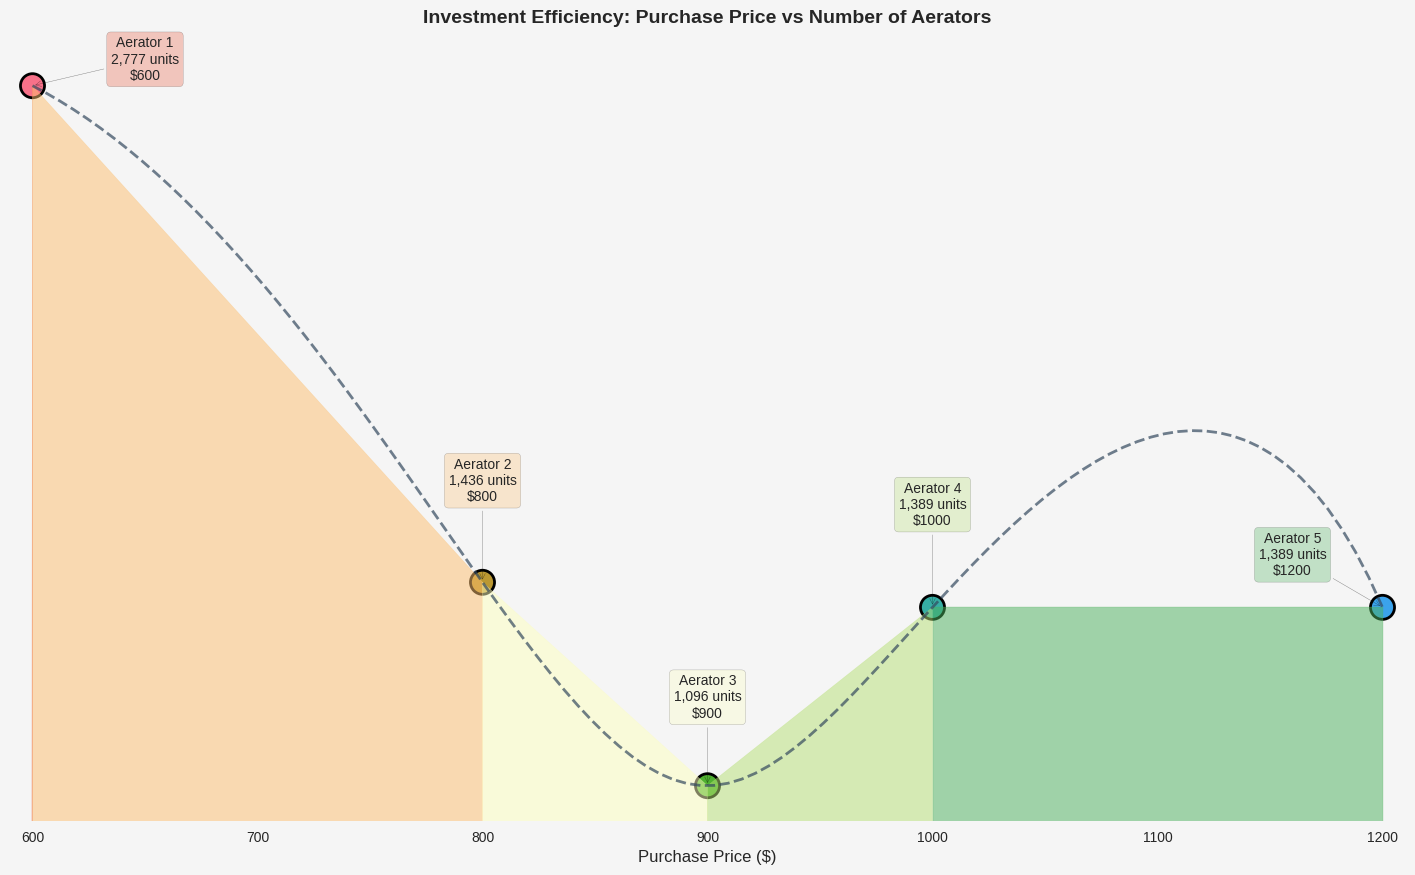 Investment Efficiency: Purchase Price vs Number of Aerators
Aerator 1
2,777 units
$600
Aerator 2
1,436 units
$800
Aerator 4
1,389 units
$1000
Aerator 5
1,389 units
$1200
Aerator 3
1,096 units
$900
600
700
800
900
1000
1100
1200
Purchase Price ($)